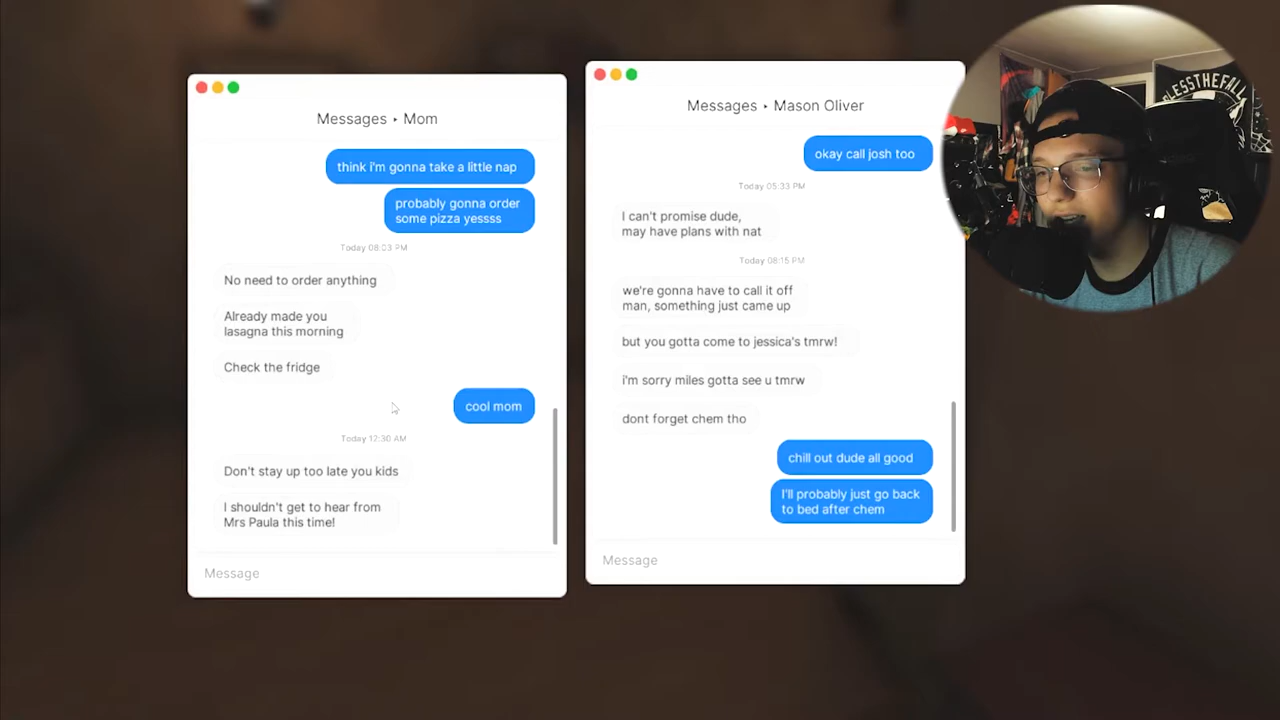 Messages ▸ Mom
think i'm gonna take a little nap
probably gonna order
some pizza yessss
Today 08:03 PM
No need to order anything
Already made you
lasagna this morning
Check the fridge
cool mom
Today 12:30 AM
Don't stay up too late you kids
I shouldn't get to hear from
Mrs Paula this time!
Message
Messages ▸ Mason Oliver
okay call josh too
Today 05:33 PM
I can't promise dude,
may have plans with nat
Today 08:15 PM
we're gonna have to call it off
man, something just came up
but you gotta come to jessica's tmrw!
i'm sorry miles gotta see u tmrw
dont forget chem tho
chill out dude all good
I'll probably just go back
to bed after chem
Message
LESSTHEFALL